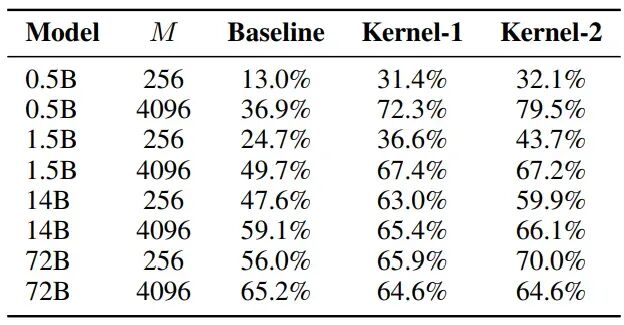 Model M Baseline Kernel-1 Kernel-2
0.5B 256 13.0% 31.4% 32.1%
0.5B 4096 36.9% 72.3% 79.5%
1.5B 256 24.7% 36.6% 43.7%
1.5B 4096 49.7% 67.4% 67.2%
14B 256 47.6% 63.0% 59.9%
14B 4096 59.1% 65.4% 66.1%
72B 256 56.0% 65.9% 70.0%
72B 4096 65.2% 64.6% 64.6%